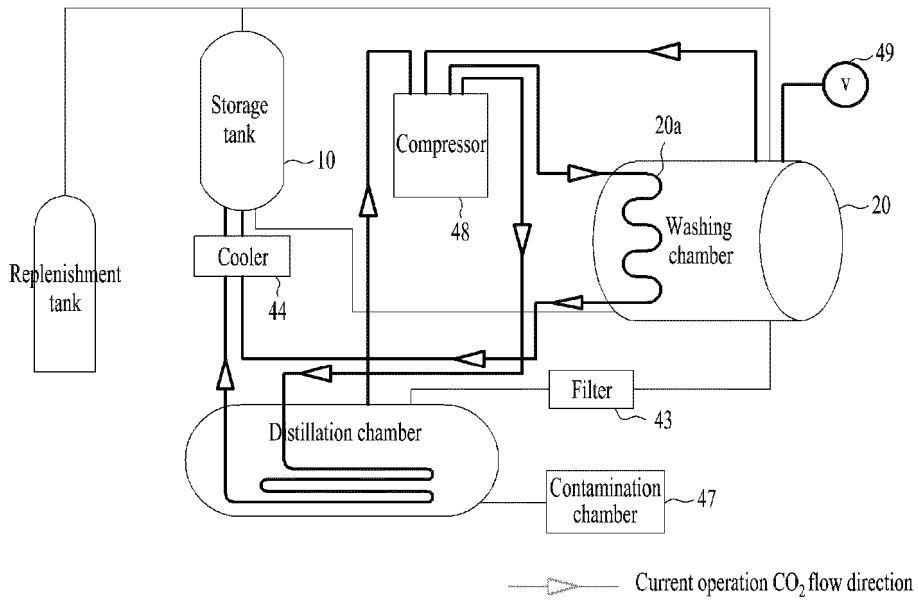 49
V
Storage
tank
10
Compressor
48
20a
Washing
chamber
20
Replenishment
tank
Cooler
44
Filter
43
Distillation chamber
Contamination
chamber
47
Current operation CO₂ flow direction